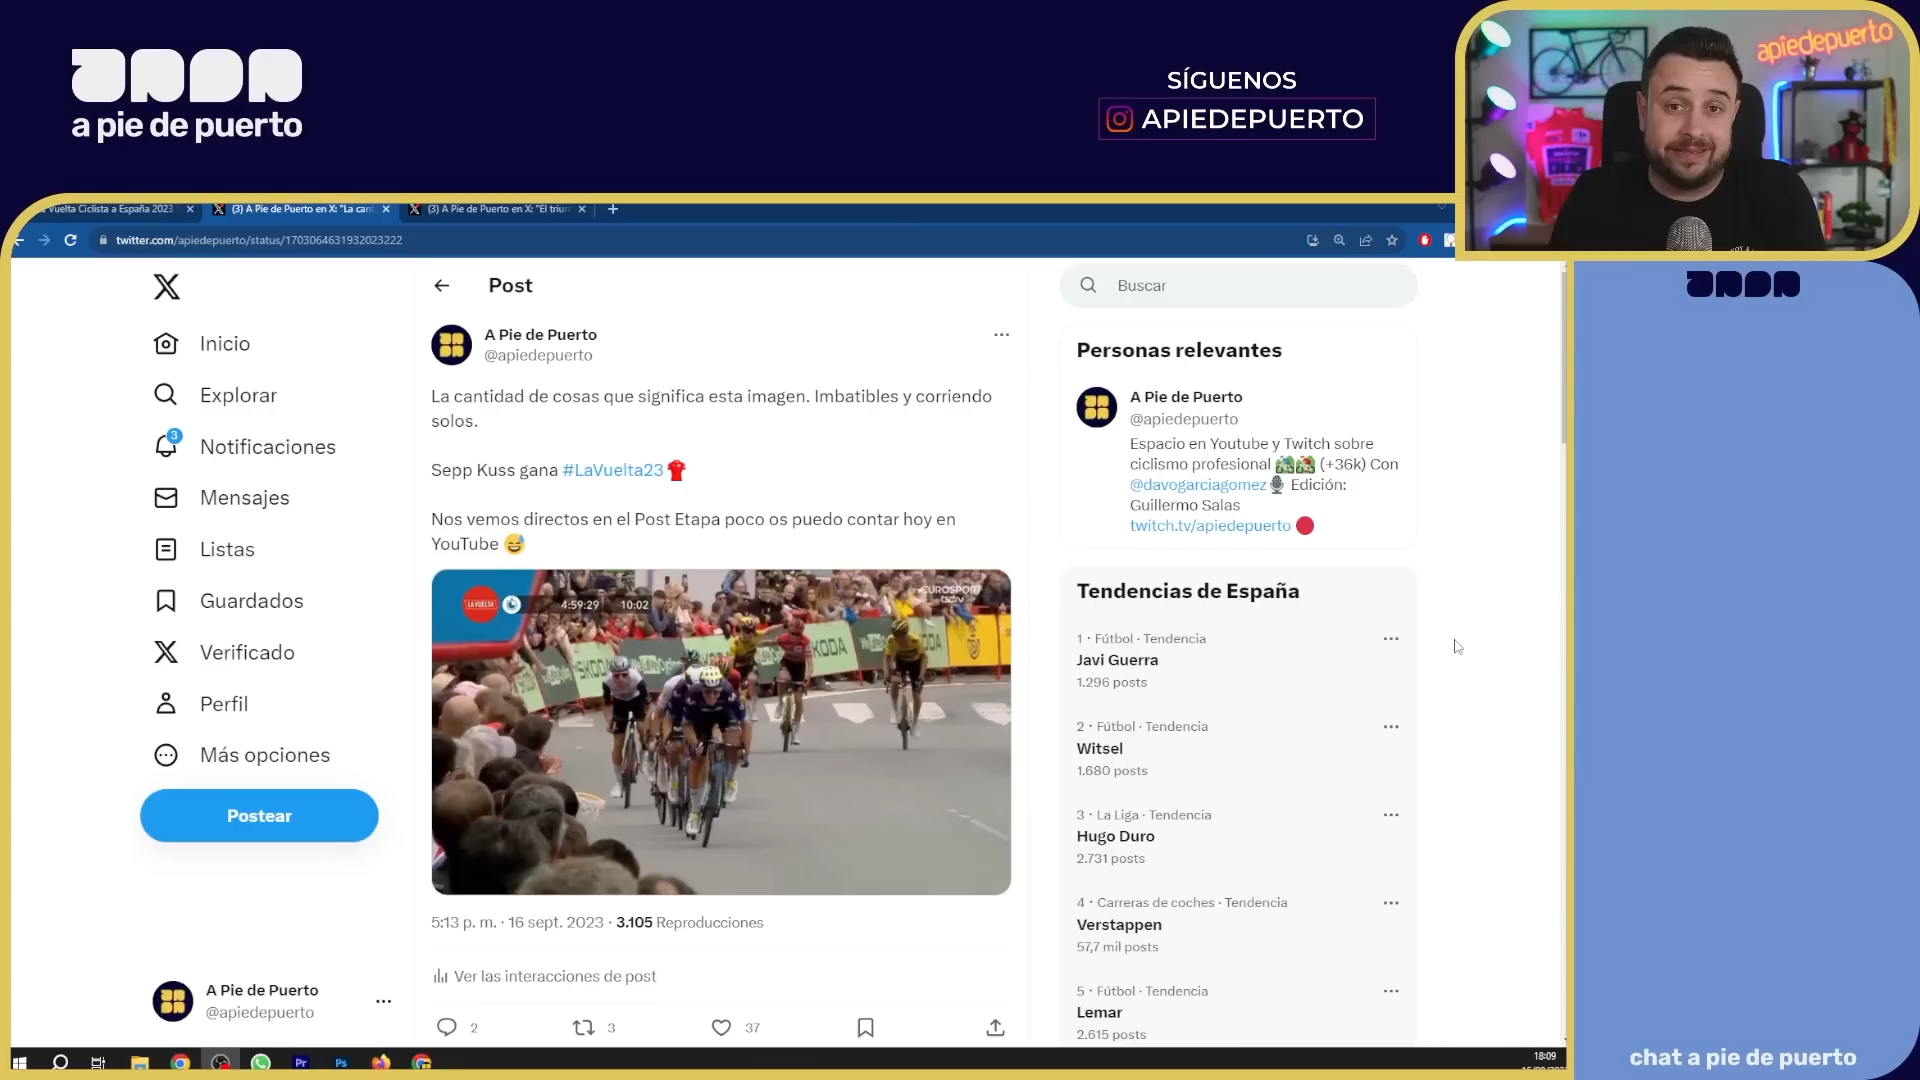 a pie de puerto
SÍGUENOS
APIEDEPUERTO
apiedepuerto
Vuelta Ciclista a España 2023
(3) A Pie de Puerto en X: "La cant
(3) A Pie de Puerto en X: "El triun
twitter.com/apiedepuerto/status/1703064631932023222
Inicio
Explorar
3
Notificaciones
Mensajes
Listas
Guardados
Verificado
Perfil
Más opciones
Postear
A Pie de Puerto
@apiedepuerto
Post
A Pie de Puerto
@apiedepuerto
La cantidad de cosas que significa esta imagen. Imbatibles y corriendo
solos.
Sepp Kuss gana #LaVuelta23
Nos vemos directos en el Post Etapa poco os puedo contar hoy en
YouTube
LA VUELTA
4:59:29
10:02
EUROSPORT
ŠKODA
5:13 p. m. · 16 sept. 2023 · 3.105 Reproducciones
Ver las interacciones de post
2
3
37
Buscar
Personas relevantes
A Pie de Puerto
@apiedepuerto
Espacio en Youtube y Twitch sobre
ciclismo profesional (+36k) Con
@davogarciagomez Edición:
Guillermo Salas
twitch.tv/apiedepuerto
Tendencias de España
1 · Fútbol · Tendencia
Javi Guerra
1.296 posts
2 · Fútbol · Tendencia
Witsel
1.680 posts
3 · La Liga · Tendencia
Hugo Duro
2.731 posts
4 · Carreras de coches · Tendencia
Verstappen
57,7 mil posts
5 · Fútbol · Tendencia
Lemar
2.615 posts
Pr
Ps
18:09
chat a pie de puerto